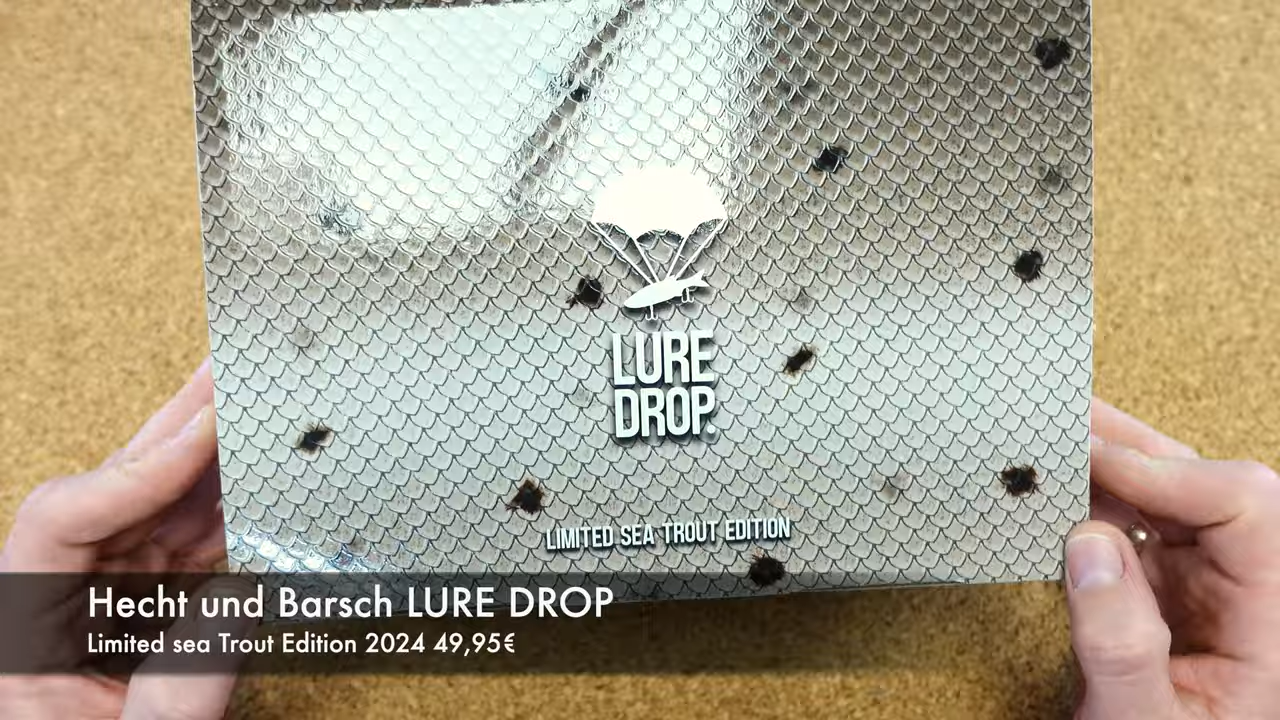 LURE
DROP.
LIMITED SEA TROUT EDITION
Hecht und Barsch LURE DROP
Limited sea Trout Edition 2024 49,95€